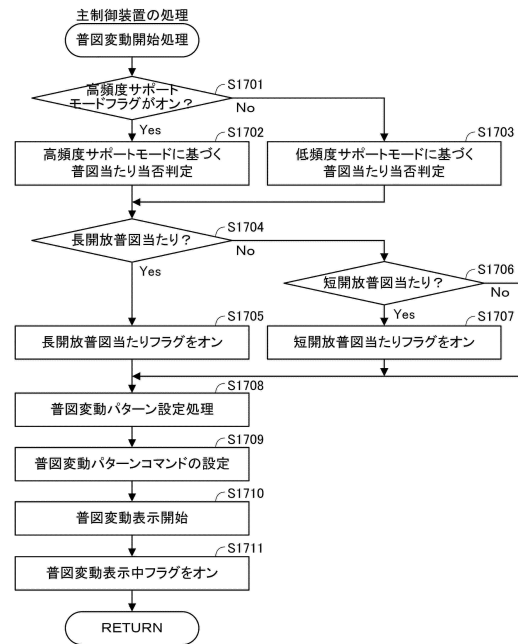 主制御装置の処理
普図変動開始処理
S1701
高頻度サポート
モードフラグがオン？
No
Yes
S1702
S1703
高頻度サポートモードに基づく
普図当たり当否判定
低頻度サポートモードに基づく
普図当たり当否判定
S1704
長開放普図当たり？
No
Yes
S1706
短開放普図当たり？
No
Yes
S1705
長開放普図当たりフラグをオン
S1707
短開放普図当たりフラグをオン
S1708
普図変動パターン設定処理
S1709
普図変動パターンコマンドの設定
S1710
普図変動表示開始
S1711
普図変動表示中フラグをオン
RETURN